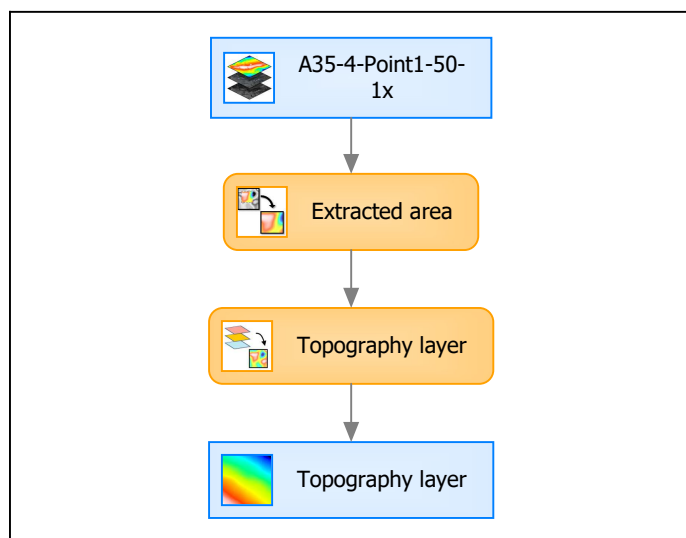 A35-4-Point1-50-
1x
Extracted area
Topography layer
Topography layer